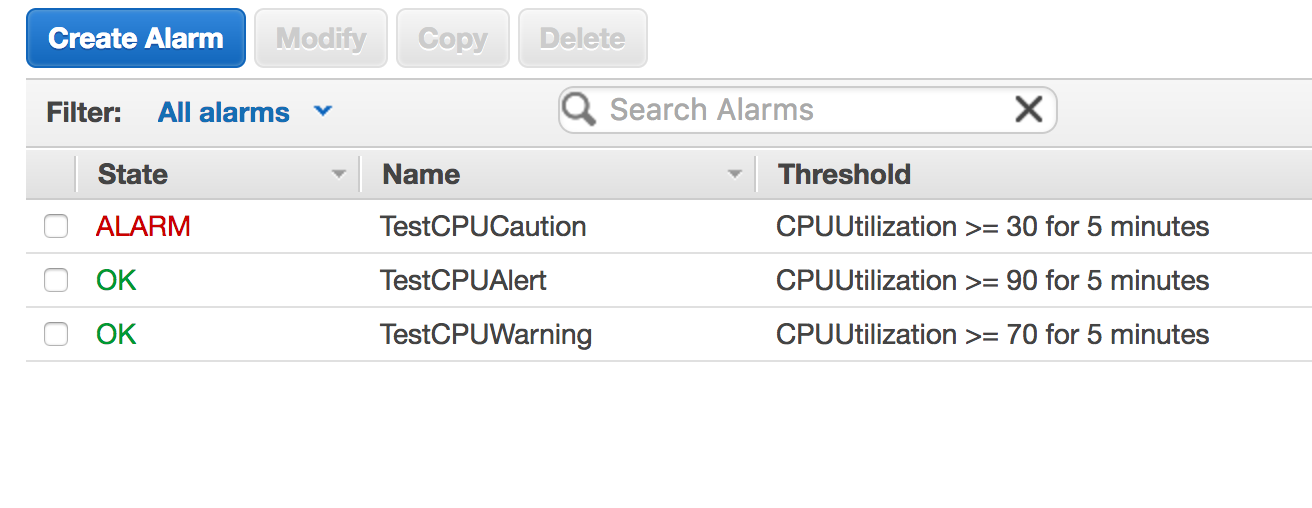 Create Alarm Modify Copy Delete
Filter: All alarms Search Alarms
State Name Threshold
ALARM TestCPUCaution CPUUtilization >= 30 for 5 minutes
OK TestCPUAlert CPUUtilization >= 90 for 5 minutes
OK TestCPUWarning CPUUtilization >= 70 for 5 minutes